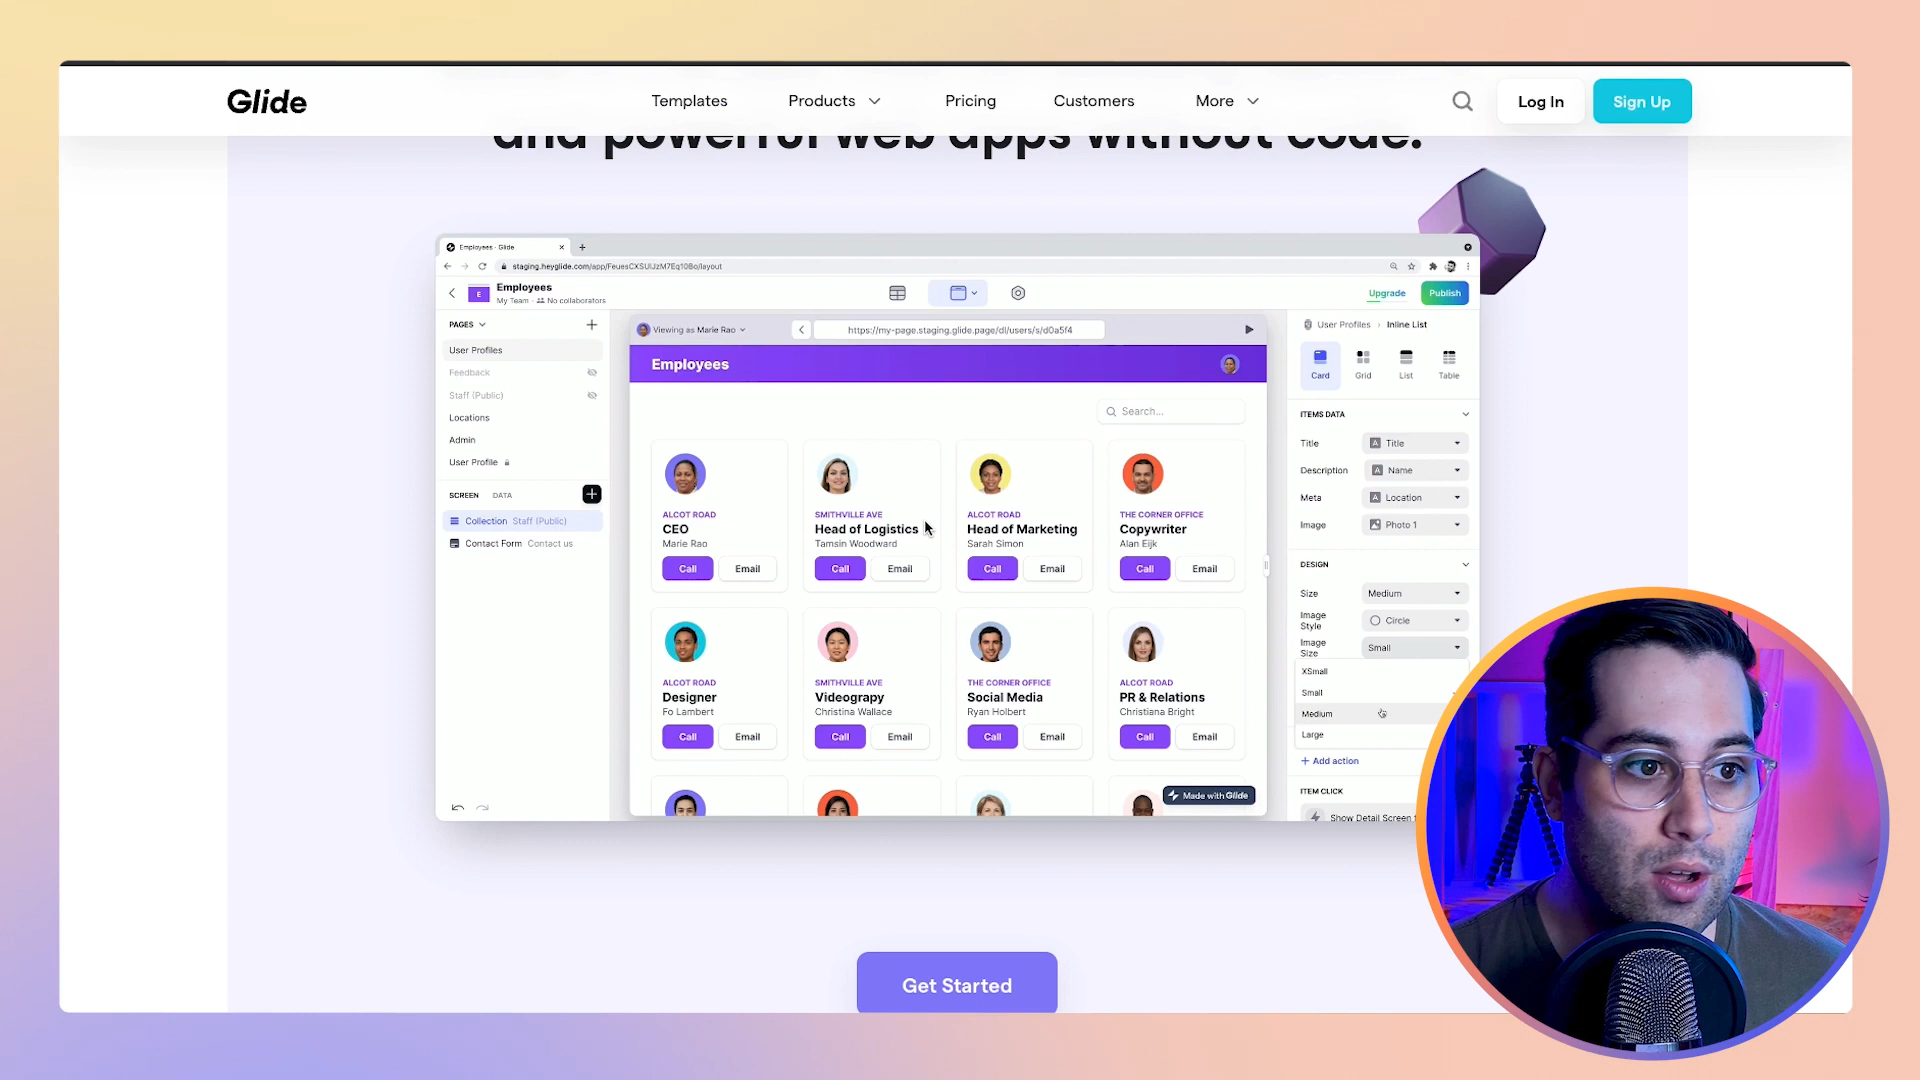 Glide
Templates
Products
Pricing
Customers
More
Log In
Sign Up
and powerful web apps without code.
Employees - Glide
staging.heyglide.com/app/FeuesCXSUIJzM7Eq10Bo/layout
E
Employees
My Team · No collaborators
Upgrade
Publish
PAGES
User Profiles
Feedback
Staff (Public)
Locations
Admin
User Profile
SCREEN DATA
Collection Staff (Public)
Contact Form Contact us
Viewing as Marie Rao
https://my-page.staging.glide.page/dl/users/s/d0a5f4
Employees
Search...
ALCOT ROAD
CEO
Marie Rao
Call Email
SMITHVILLE AVE
Head of Logistics
Tamsin Woodward
Call Email
ALCOT ROAD
Head of Marketing
Sarah Simon
Call Email
THE CORNER OFFICE
Copywriter
Alan Eijk
Call Email
ALCOT ROAD
Designer
Fo Lambert
Call Email
SMITHVILLE AVE
Videograpy
Christina Wallace
Call Email
THE CORNER OFFICE
Social Media
Ryan Holbert
Call Email
ALCOT ROAD
PR & Relations
Christiana Bright
Call Email
Made with Glide
User Profiles › Inline List
Card
Grid
List
Table
ITEMS DATA
Title A Title
Description A Name
Meta A Location
Image Photo 1
DESIGN
Size Medium
Image Style Circle
Image Size Small
XSmall
Small
Medium
Large
+ Add action
ITEM CLICK
Show Detail Screen
Get Started